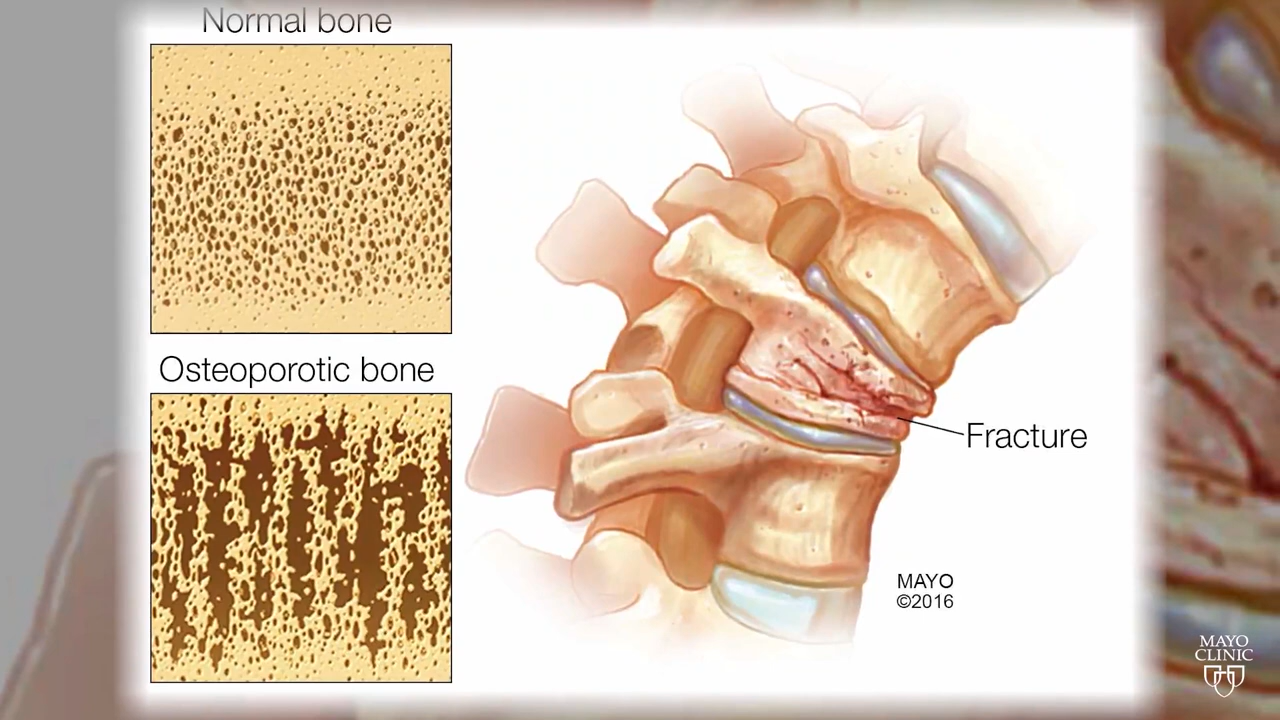 Normal bone
Osteoporotic bone
Fracture
MAYO
©2016
MAYO
CLINIC